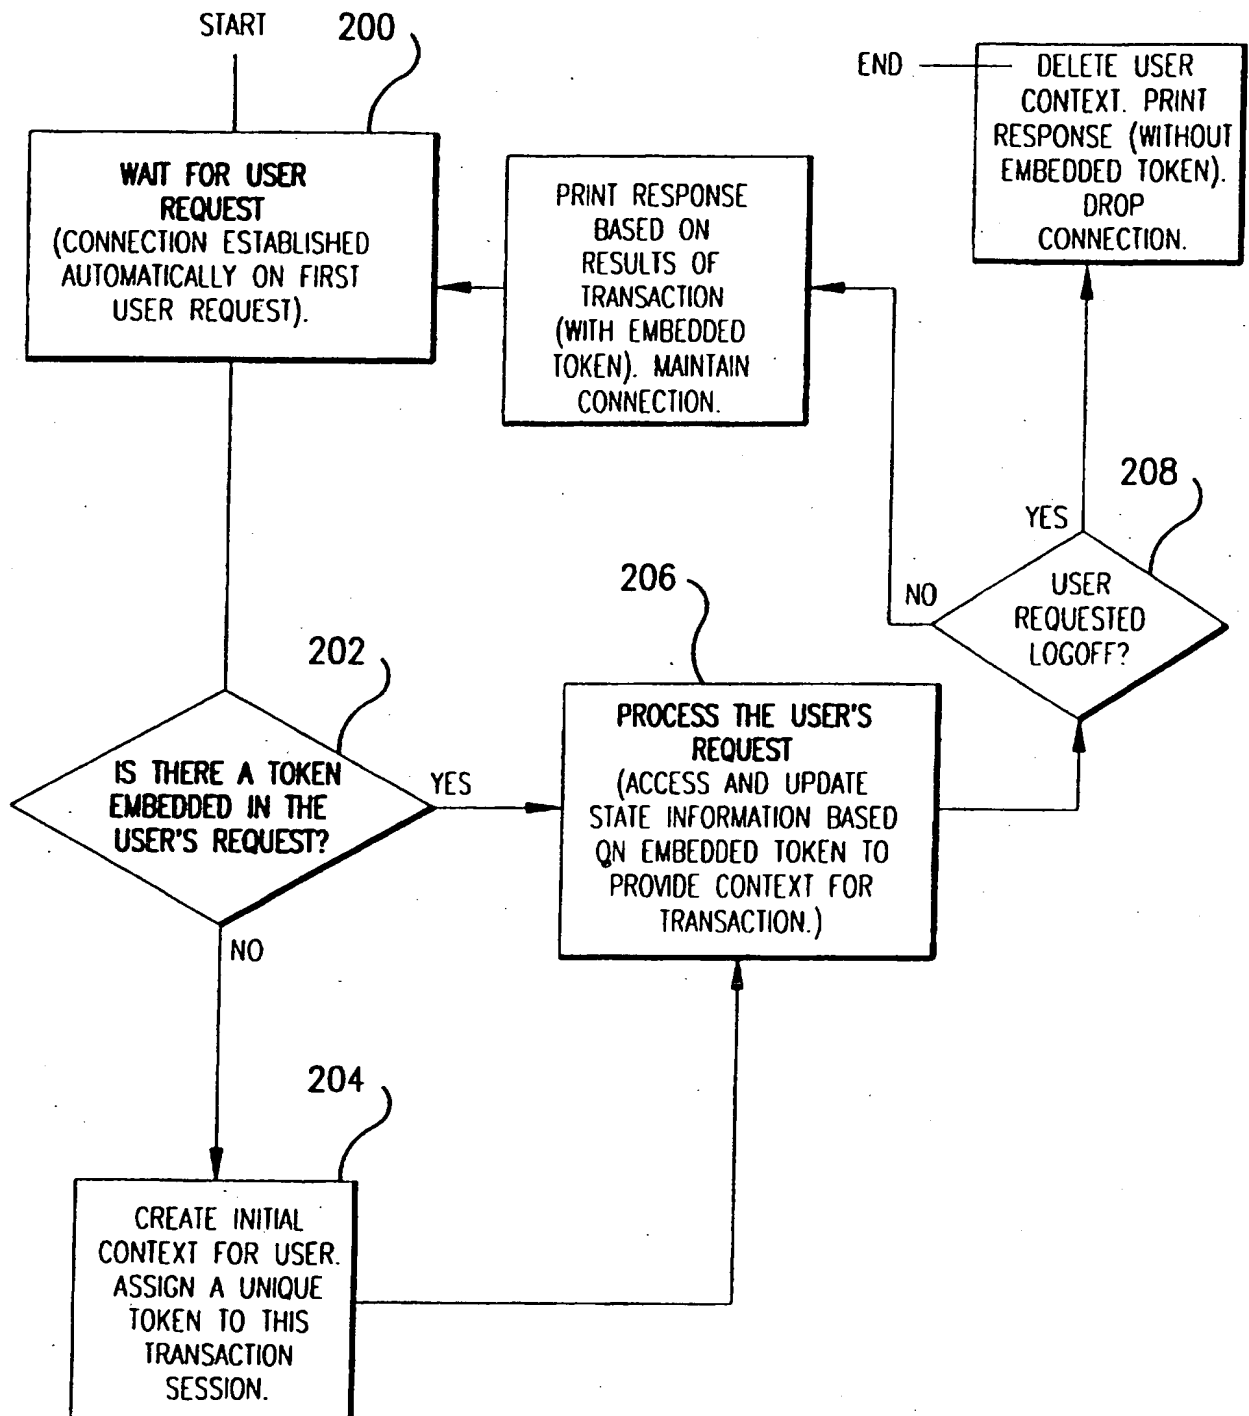 START
200
WAIT FOR USER
REQUEST
(CONNECTION ESTABLISHED
AUTOMATICALLY ON FIRST
USER REQUEST).
PRINT RESPONSE
BASED ON
RESULTS OF
TRANSACTION
(WITH EMBEDDED
TOKEN). MAINTAIN
CONNECTION.
END
DELETE USER
CONTEXT. PRINT
RESPONSE (WITHOUT
EMBEDDED TOKEN).
DROP
CONNECTION.
208
YES
NO
USER
REQUESTED
LOGOFF?
202
IS THERE A TOKEN
EMBEDDED IN THE
USER'S REQUEST?
YES
NO
206
PROCESS THE USER'S
REQUEST
(ACCESS AND UPDATE
STATE INFORMATION BASED
ON EMBEDDED TOKEN TO
PROVIDE CONTEXT FOR
TRANSACTION.)
204
CREATE INITIAL
CONTEXT FOR USER.
ASSIGN A UNIQUE
TOKEN TO THIS
TRANSACTION
SESSION.